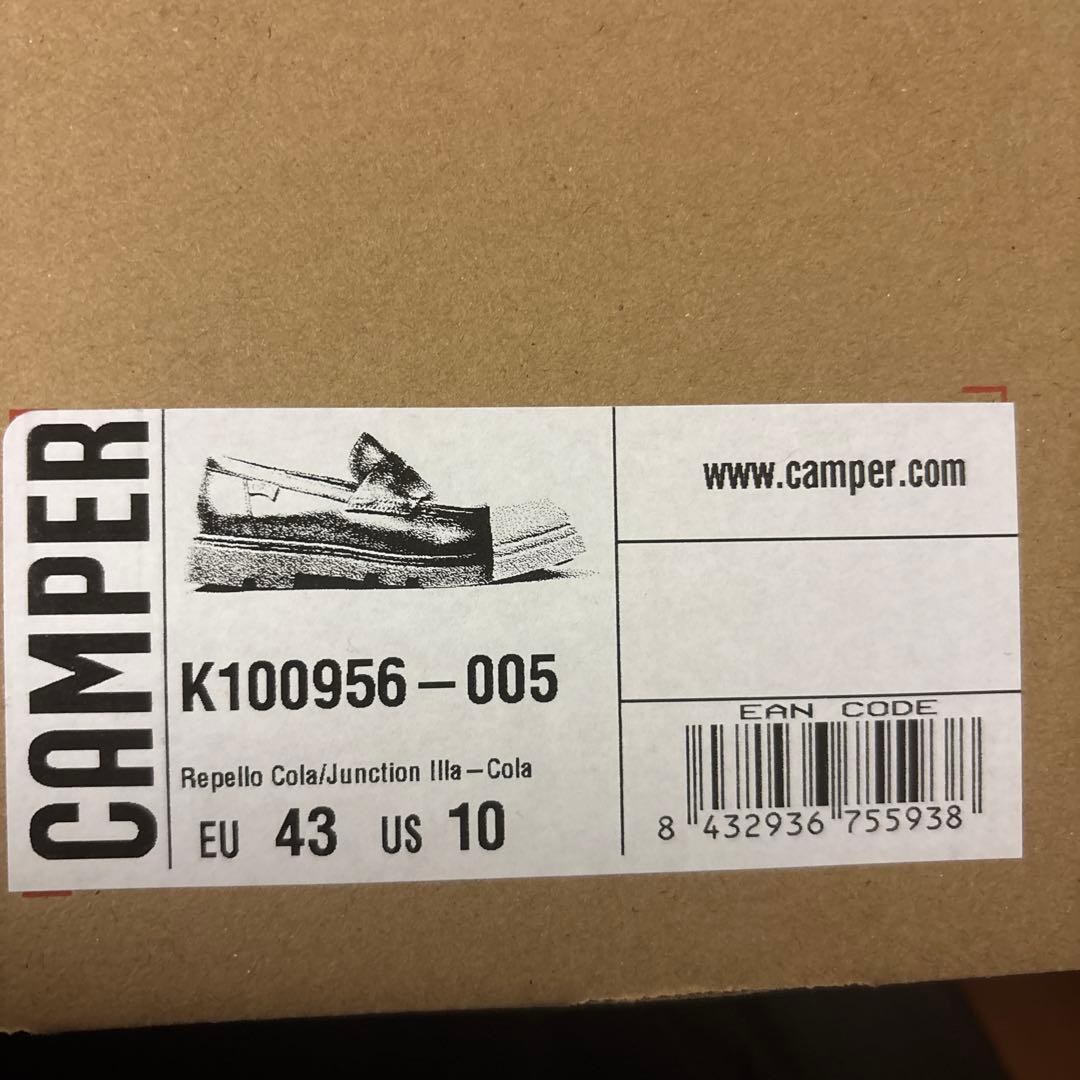 CAMPER
www.camper.com
K100956-005
Repello Cola/Junction Illa-Cola
EU 43 US 10
EAN CODE
8 432936 755938